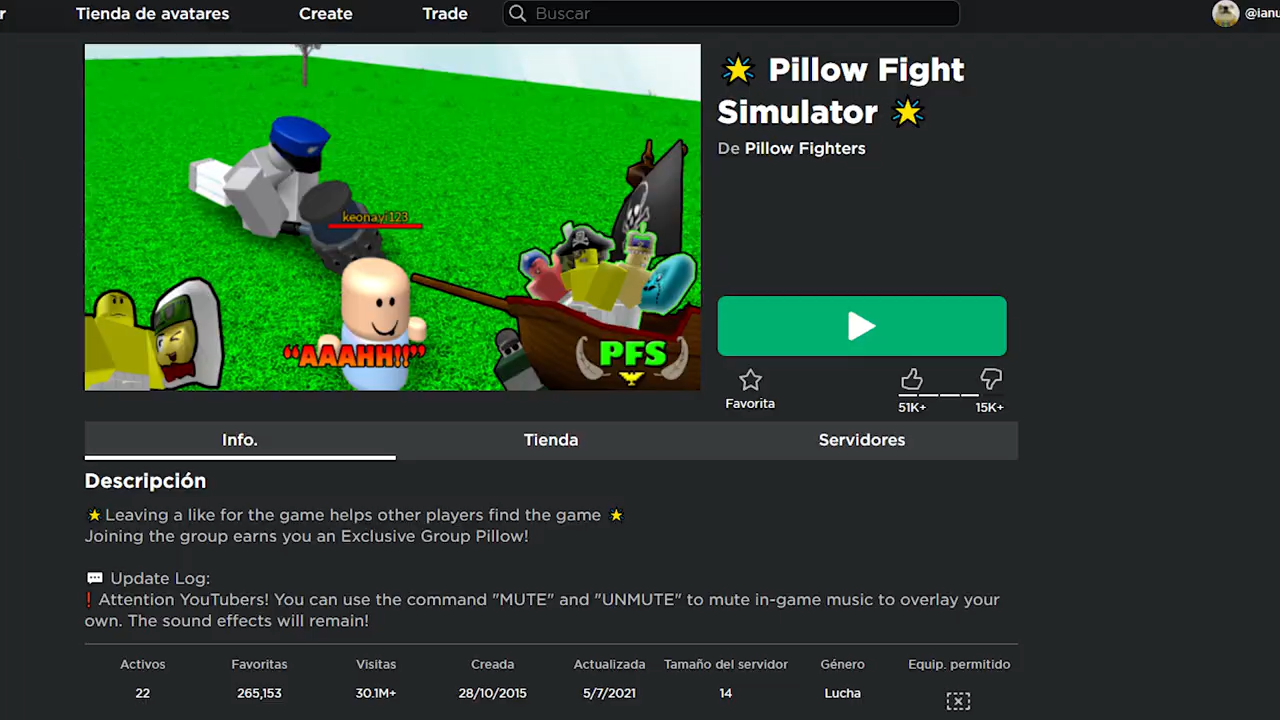 r Tienda de avatares Create Trade Buscar @ianu
🌟 Pillow Fight
Simulator 🌟
De Pillow Fighters
keonayi123
"AAAHH!!"
PFS
Favorita
51K+
15K+
Info. Tienda Servidores
Descripción
⭐Leaving a like for the game helps other players find the game ⭐
Joining the group earns you an Exclusive Group Pillow!
💬 Update Log:
❗ Attention YouTubers! You can use the command "MUTE" and "UNMUTE" to mute in-game music to overlay your
own. The sound effects will remain!
Activos Favoritas Visitas Creada Actualizada Tamaño del servidor Género Equip. permitido
22 265,153 30.1M+ 28/10/2015 5/7/2021 14 Lucha